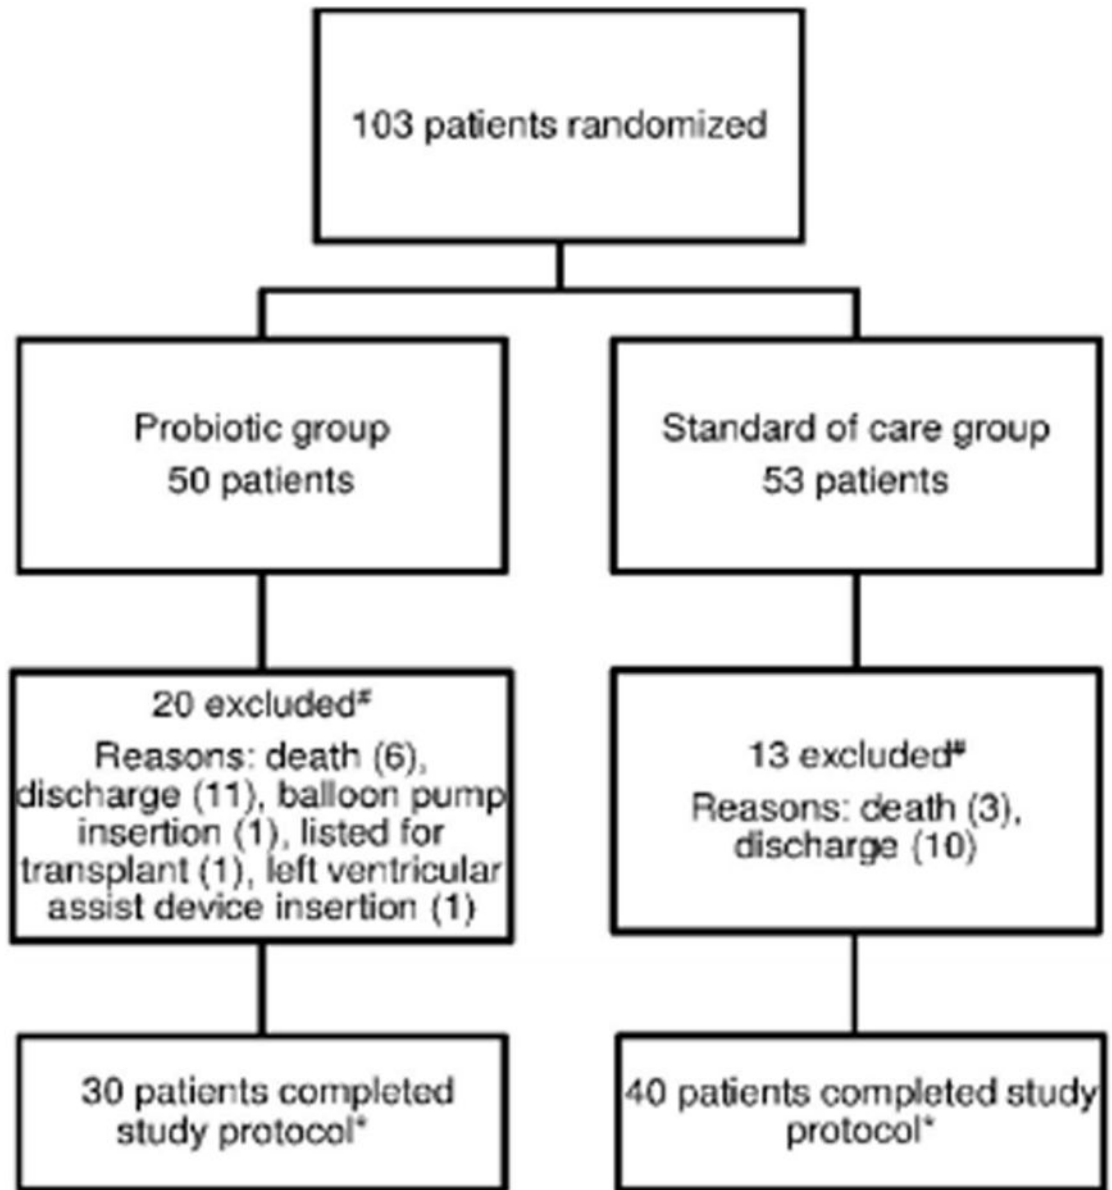 103 patients randomized
Probiotic group
50 patients
Standard of care group
53 patients
20 excluded#
Reasons: death (6),
discharge (11), balloon pump
insertion (1), listed for
transplant (1), left ventricular
assist device insertion (1)
13 excluded#
Reasons: death (3),
discharge (10)
30 patients completed
study protocol*
40 patients completed study
protocol*